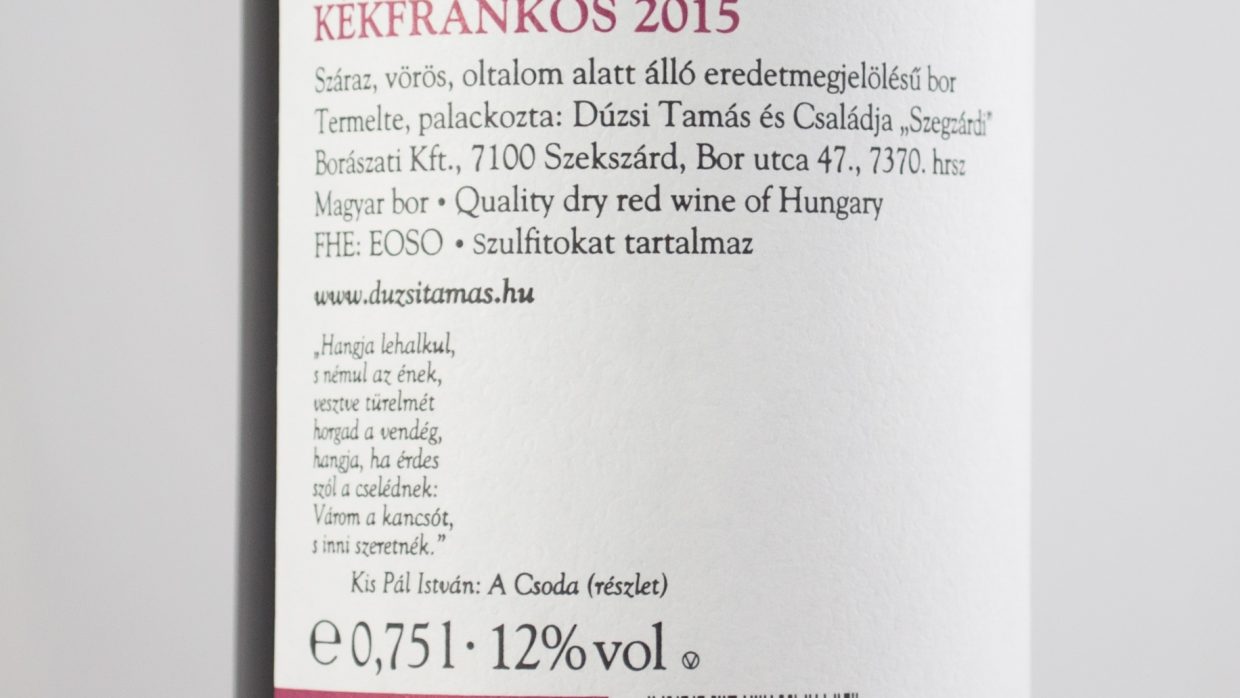 KÉKFRANKOS 2015
Száraz, vörös, oltalom alatt álló eredetmegjelölésű bor
Termelte, palackozta: Dúzsi Tamás és Családja „Szegzárdi”
Borászati Kft., 7100 Szekszárd, Bor utca 47., 7370. hrsz
Magyar bor • Quality dry red wine of Hungary
FHE: EOSO • Szulfitokat tartalmaz
www.duzsitamas.hu
„Hangja lehalkul,
s némul az ének,
vesztve türelmét
horgad a vendég,
hangja, ha érdes
szól a cselédnek:
Várom a kancsót,
s inni szeretnék.”
Kis Pál István: A Csoda (részlet)
℮ 0,75 l · 12% vol Ⓥ